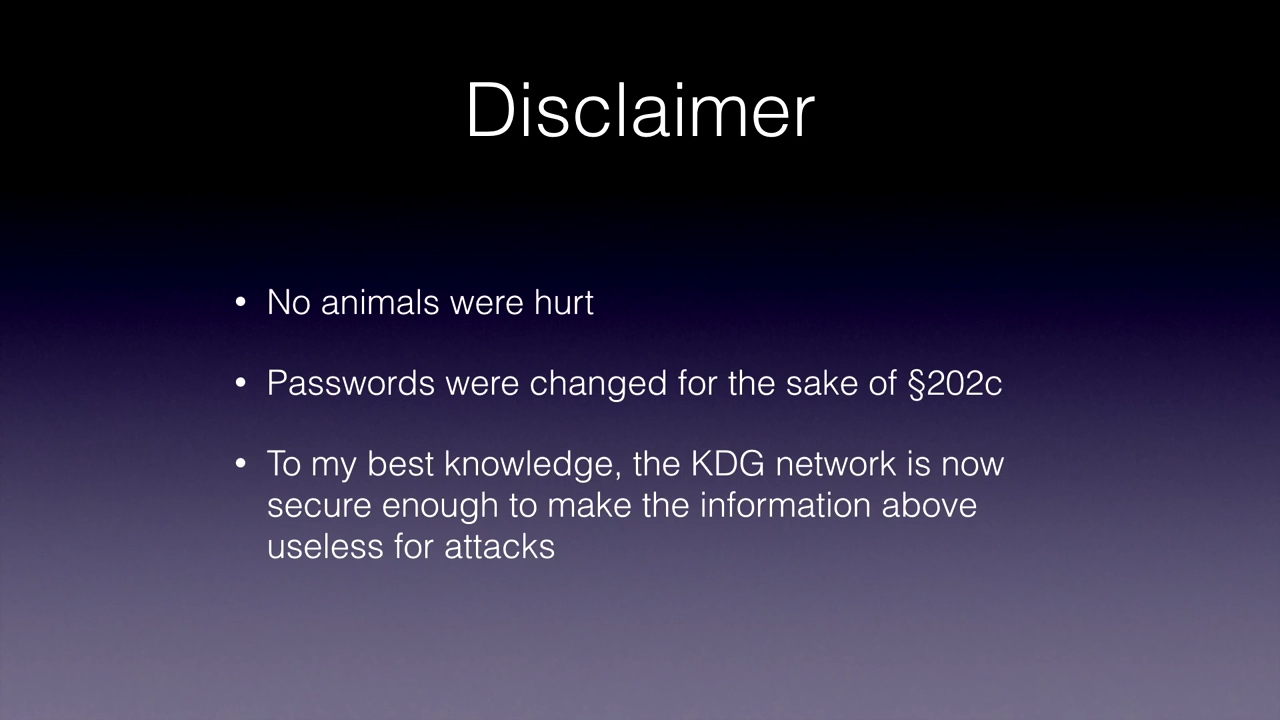 Disclaimer
• No animals were hurt
• Passwords were changed for the sake of §202c
• To my best knowledge, the KDG network is now
secure enough to make the information above
useless for attacks